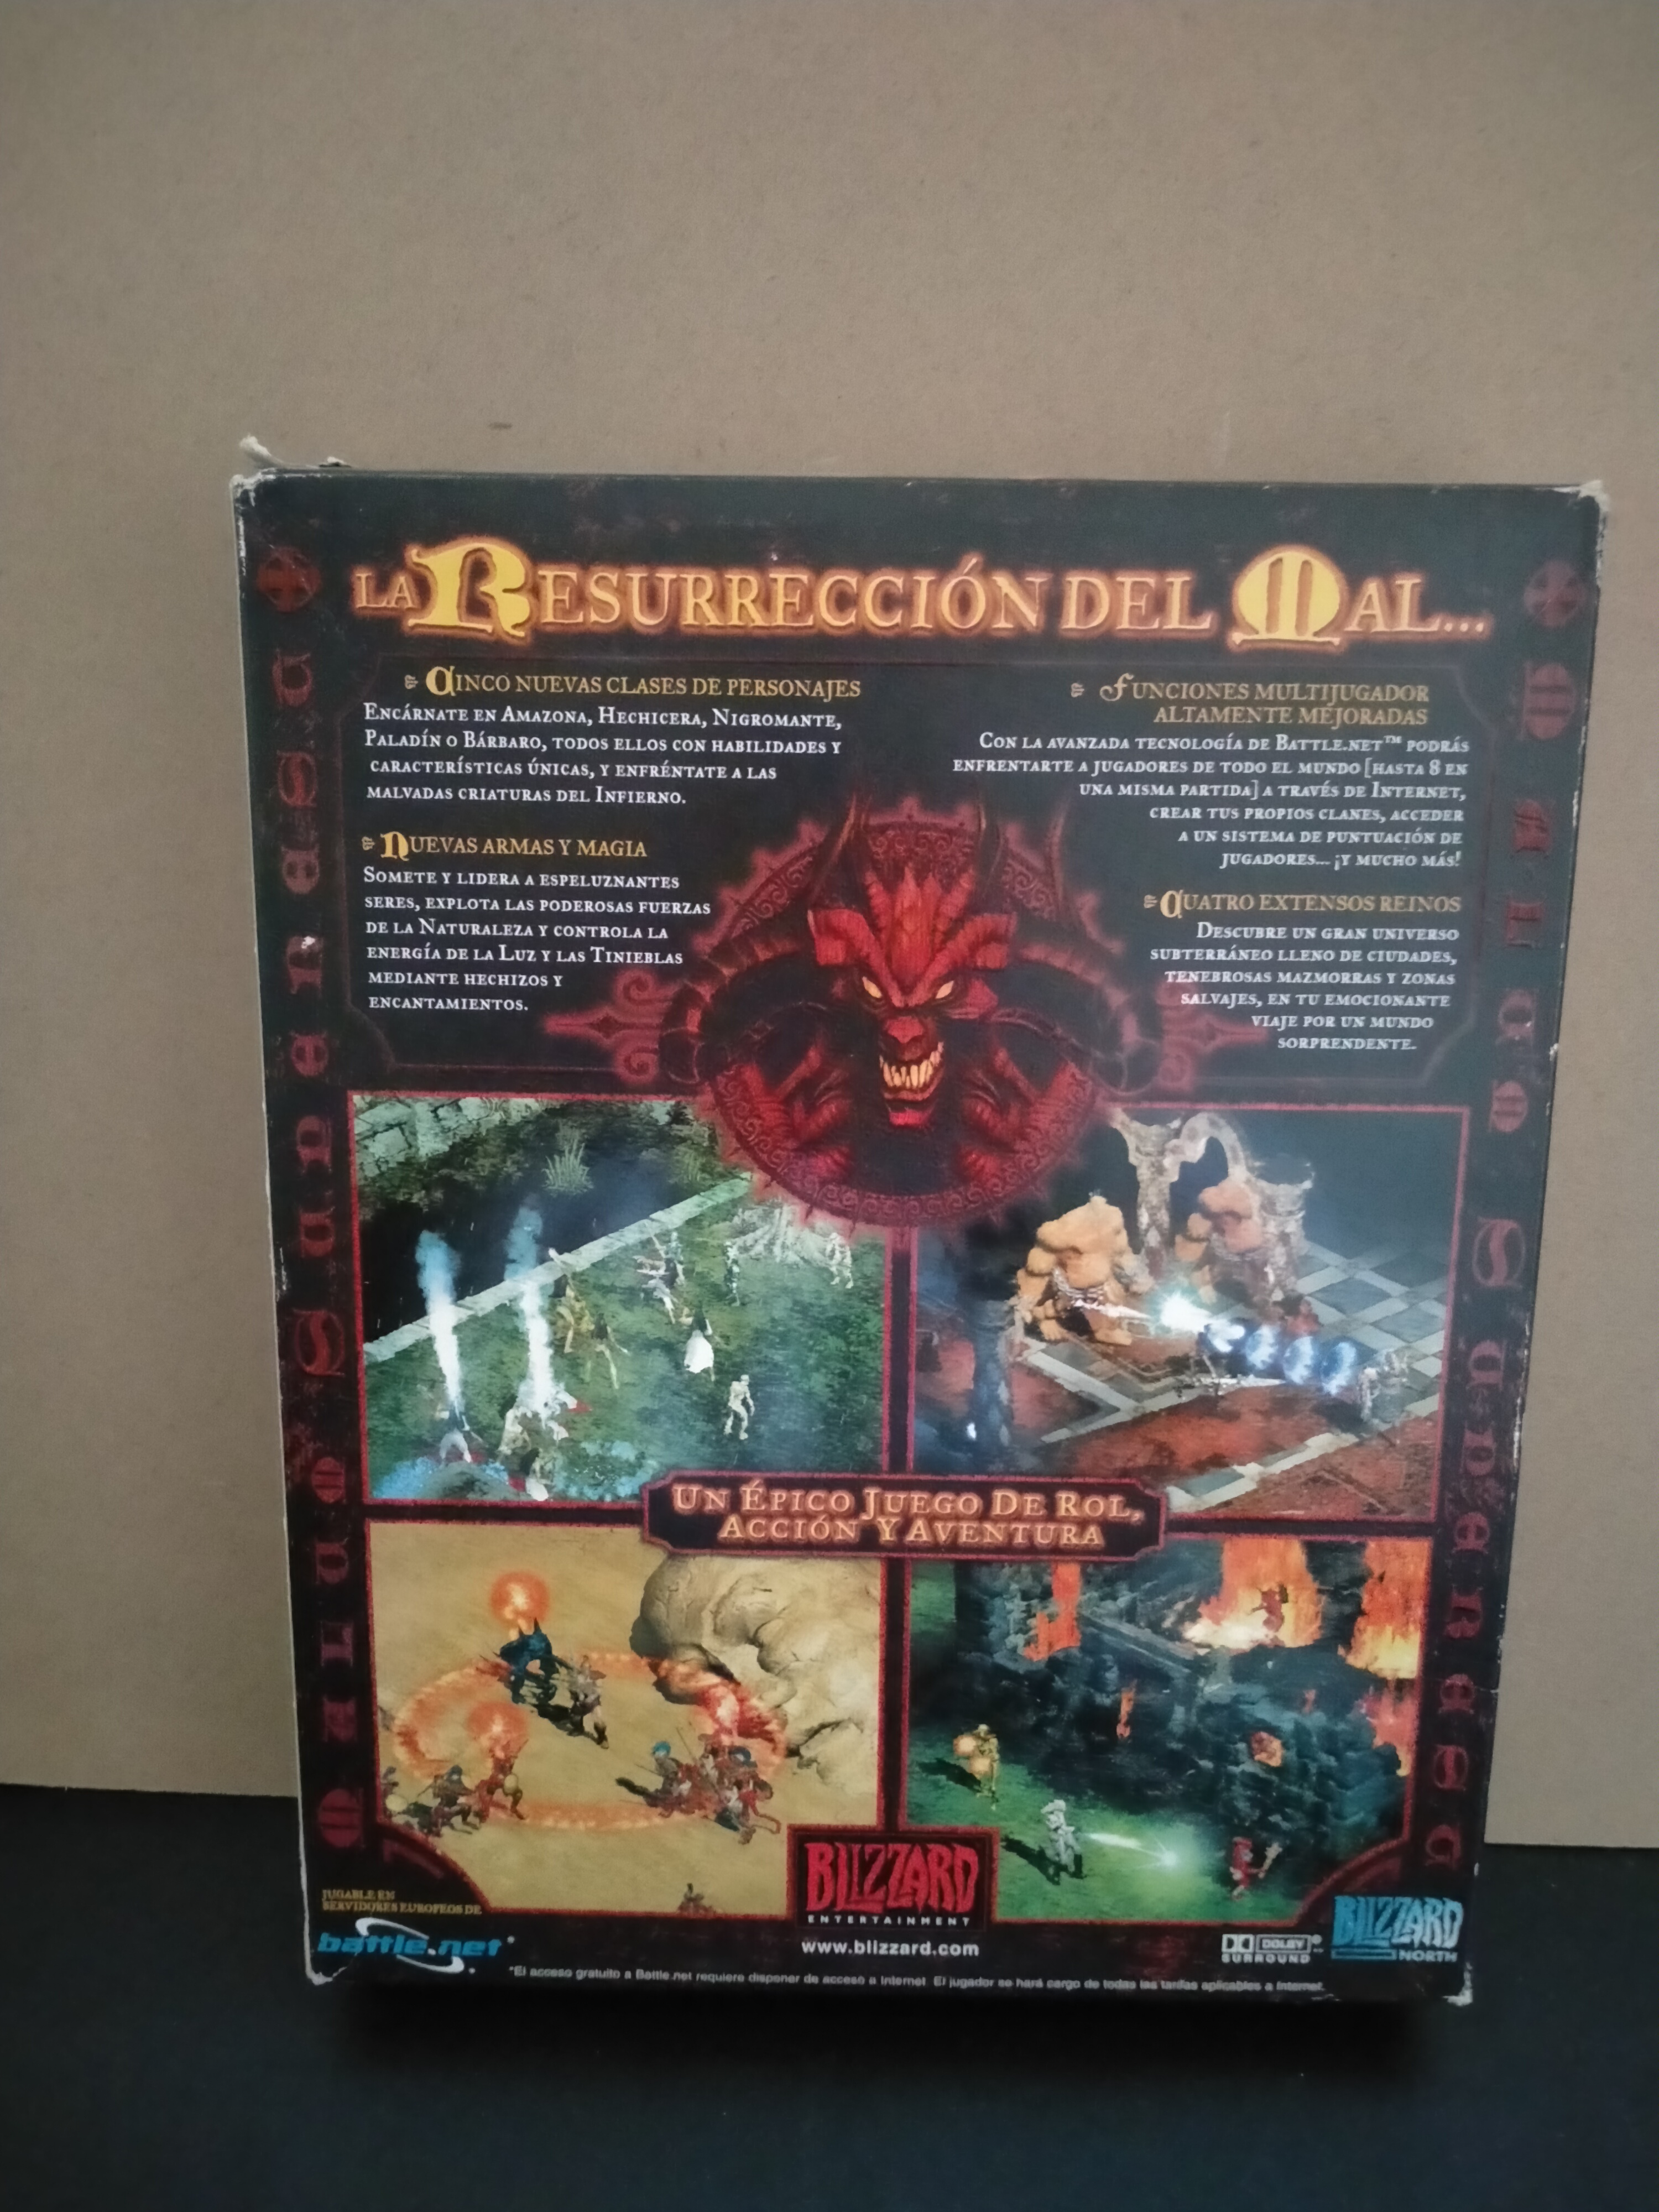 LA RESURRECCIÓN DEL MAL...
CINCO NUEVAS CLASES DE PERSONAJES
ENCÁRNATE EN AMAZONA, HECHICERA, NIGROMANTE,
PALADÍN O BÁRBARO, TODOS ELLOS CON HABILIDADES Y
CARACTERÍSTICAS ÚNICAS, Y ENFRÉNTATE A LAS
MALVADAS CRIATURAS DEL INFIERNO.
NUEVAS ARMAS Y MAGIA
SOMETE Y LIDERA A ESPELUZNANTES
SERES, EXPLOTA LAS PODEROSAS FUERZAS
DE LA NATURALEZA Y CONTROLA LA
ENERGÍA DE LA LUZ Y LAS TINIEBLAS
MEDIANTE HECHIZOS Y
ENCANTAMIENTOS.
FUNCIONES MULTIJUGADOR
ALTAMENTE MEJORADAS
CON LA AVANZADA TECNOLOGÍA DE BATTLE.NET™ PODRÁS
ENFRENTARTE A JUGADORES DE TODO EL MUNDO [HASTA 8 EN
UNA MISMA PARTIDA] A TRAVÉS DE INTERNET,
CREAR TUS PROPIOS CLANES, ACCEDER
A UN SISTEMA DE PUNTUACIÓN DE
JUGADORES... ¡Y MUCHO MÁS!
CUATRO EXTENSOS REINOS
DESCUBRE UN GRAN UNIVERSO
SUBTERRÁNEO LLENO DE CIUDADES,
TENEBROSAS MAZMORRAS Y ZONAS
SALVAJES, EN TU EMOCIONANTE
VIAJE POR UN MUNDO
SORPRENDENTE.
UN ÉPICO JUEGO DE ROL,
ACCIÓN Y AVENTURA
JUGABLE EN
SERVIDORES EUROPEOS DE
battle.net*
BLIZZARD
ENTERTAINMENT
www.blizzard.com
DOLBY®
SURROUND
BLIZZARD
NORTH
*El acceso gratuito a Battle.net requiere disponer de acceso a Internet. El jugador se hará cargo de todas las tarifas aplicables a Internet.